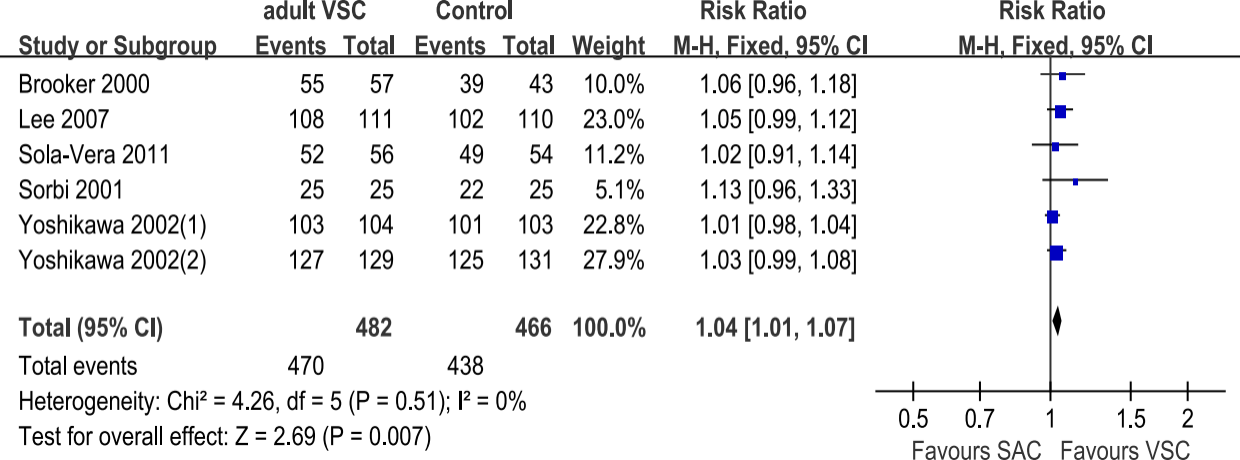 adult VSC Control Risk Ratio Risk Ratio
Study or Subgroup Events Total Events Total Weight M-H, Fixed, 95% CI M-H, Fixed, 95% CI
Brooker 2000 55 57 39 43 10.0% 1.06 [0.96, 1.18]
Lee 2007 108 111 102 110 23.0% 1.05 [0.99, 1.12]
Sola-Vera 2011 52 56 49 54 11.2% 1.02 [0.91, 1.14]
Sorbi 2001 25 25 22 25 5.1% 1.13 [0.96, 1.33]
Yoshikawa 2002(1) 103 104 101 103 22.8% 1.01 [0.98, 1.04]
Yoshikawa 2002(2) 127 129 125 131 27.9% 1.03 [0.99, 1.08]
Total (95% CI) 482 466 100.0% 1.04 [1.01, 1.07]
Total events 470 438
Heterogeneity: Chi² = 4.26, df = 5 (P = 0.51); I² = 0%
Test for overall effect: Z = 2.69 (P = 0.007)
0.5 0.7 1 1.5 2
Favours SAC Favours VSC